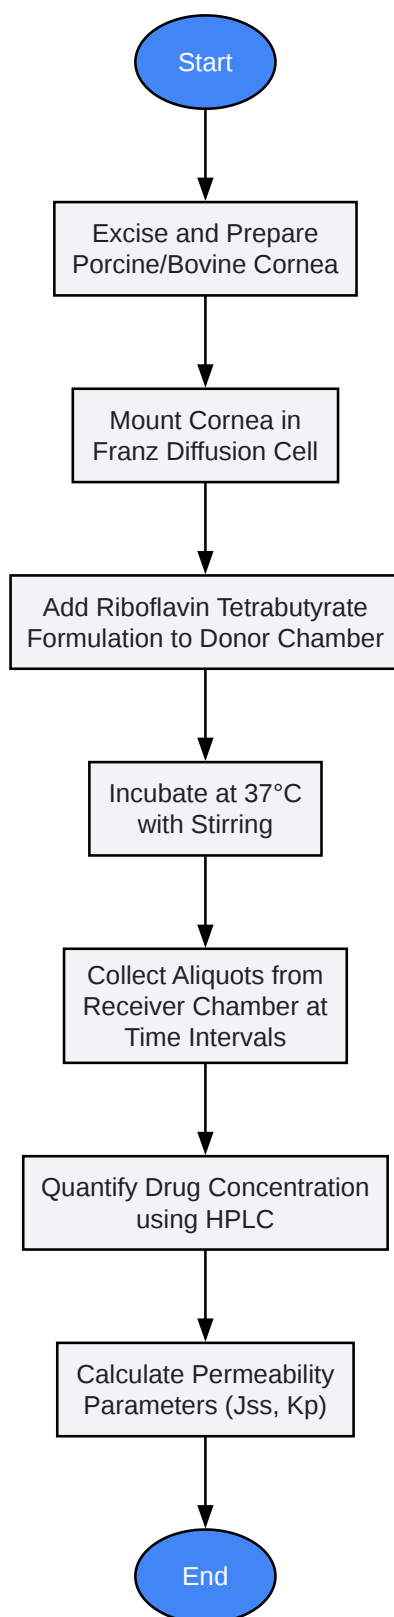 Start
Excise and Prepare
Porcine/Bovine Cornea
Mount Cornea in
Franz Diffusion Cell
Add Riboflavin Tetrabutyrate
Formulation to Donor Chamber
Incubate at 37°C
with Stirring
Collect Aliquots from
Receiver Chamber at
Time Intervals
Quantify Drug Concentration
using HPLC
Calculate Permeability
Parameters (Jss, Kp)
End